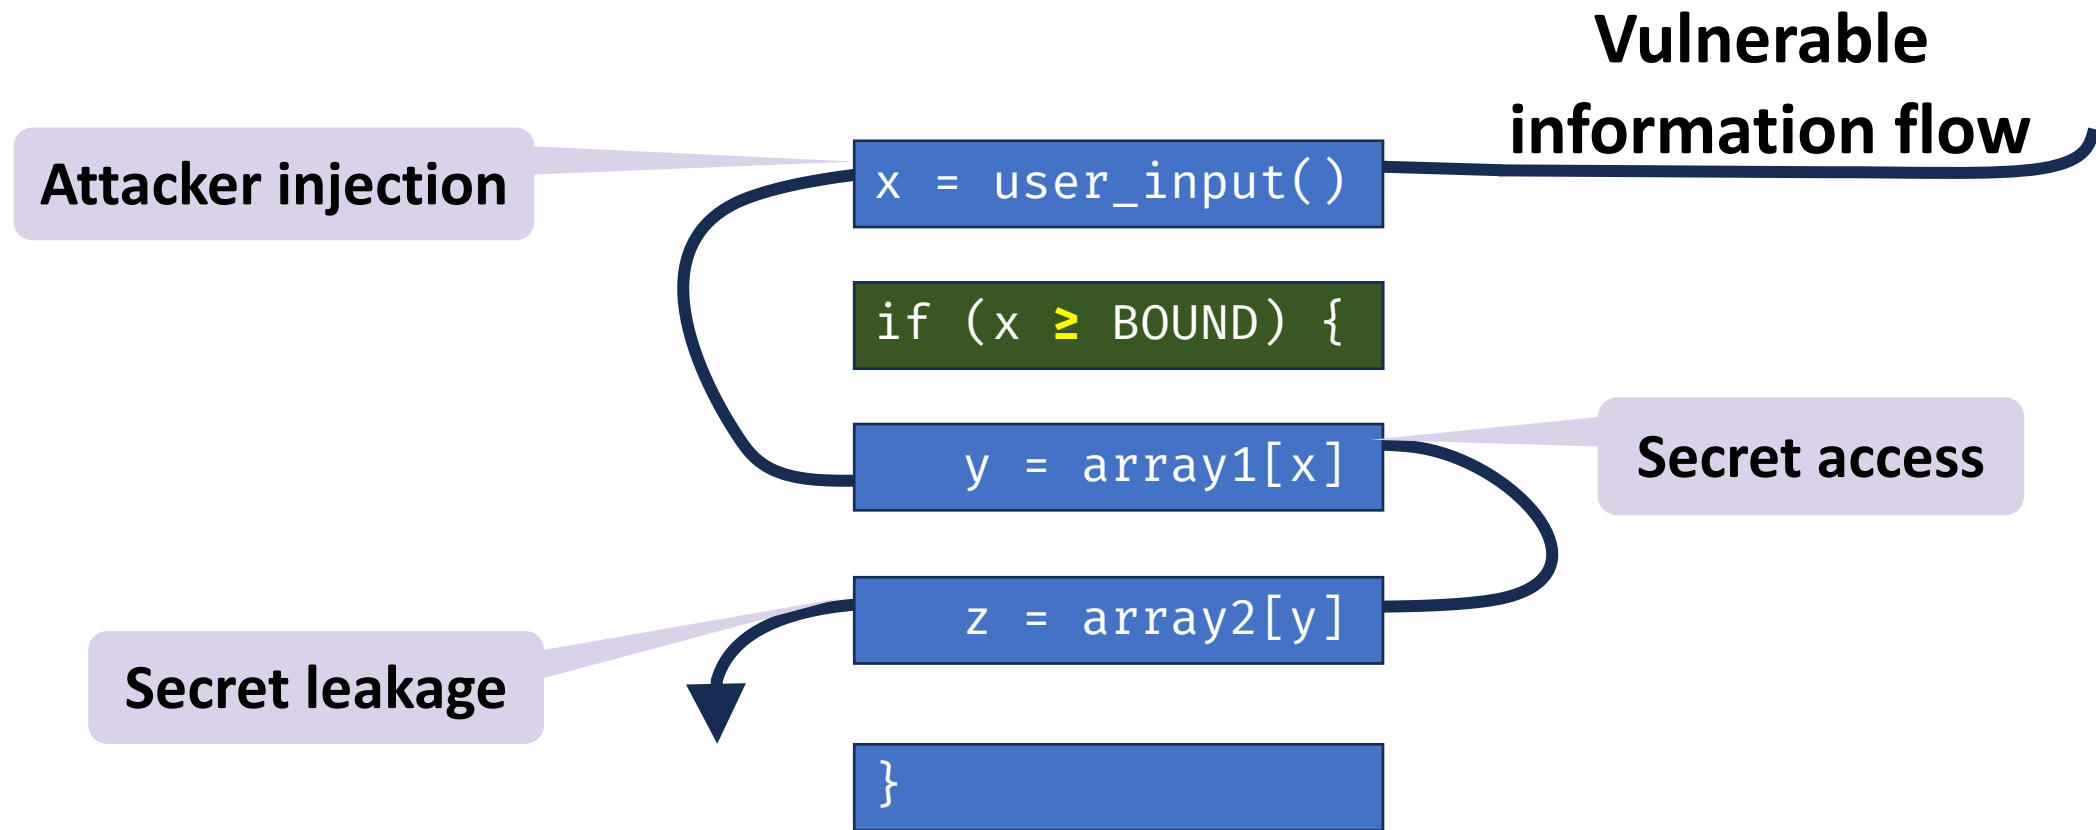 Vulnerable
information flow
Attacker injection
x = user_input()
if (x ≥ BOUND) {
y = array1[x]
Secret access
z = array2[y]
Secret leakage
}